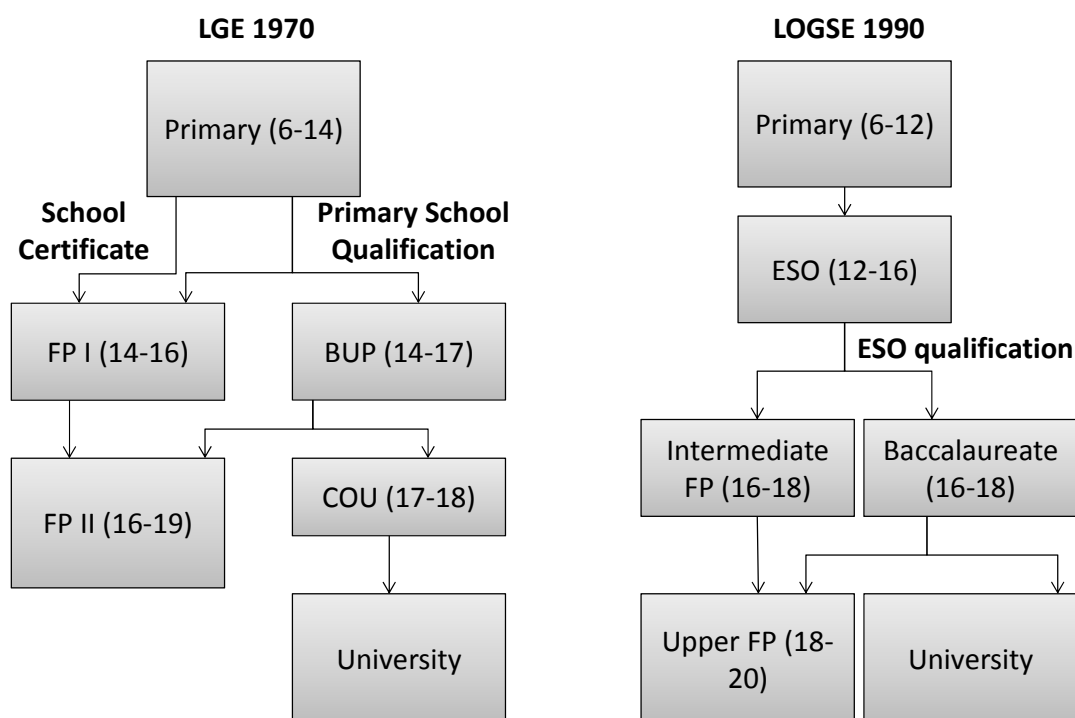 LGE 1970
Primary (6-14)
School
Certificate
Primary School
Qualification
FP I (14-16)
BUP (14-17)
FP II (16-19)
COU (17-18)
University
LOGSE 1990
Primary (6-12)
ESO (12-16)
ESO qualification
Intermediate
FP (16-18)
Baccalaureate
(16-18)
Upper FP (18-
20)
University